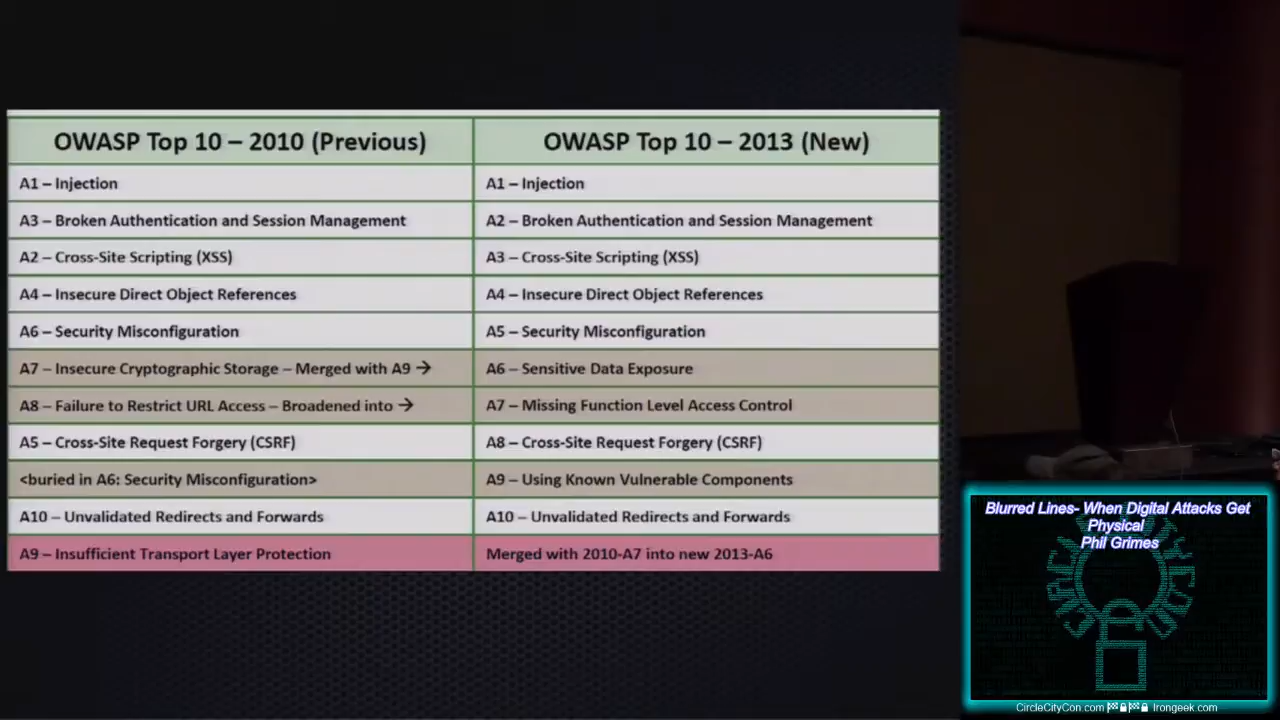 OWASP Top 10 – 2010 (Previous) OWASP Top 10 – 2013 (New)
A1 – Injection A1 – Injection
A3 – Broken Authentication and Session Management A2 – Broken Authentication and Session Management
A2 – Cross-Site Scripting (XSS) A3 – Cross-Site Scripting (XSS)
A4 – Insecure Direct Object References A4 – Insecure Direct Object References
A6 – Security Misconfiguration A5 – Security Misconfiguration
A7 – Insecure Cryptographic Storage – Merged with A9 → A6 – Sensitive Data Exposure
A8 – Failure to Restrict URL Access – Broadened into → A7 – Missing Function Level Access Control
A5 – Cross-Site Request Forgery (CSRF) A8 – Cross-Site Request Forgery (CSRF)
<buried in A6: Security Misconfiguration> A9 – Using Known Vulnerable Components
A10 – Unvalidated Redirects and Forwards A10 – Unvalidated Redirects and Forwards
A9 – Insufficient Transport Layer Protection Merged with 2010-A7 into new 2013-A6
Blurred Lines- When Digital Attacks Get
Physical
Phil Grimes
CircleCityCon.com Irongeek.com